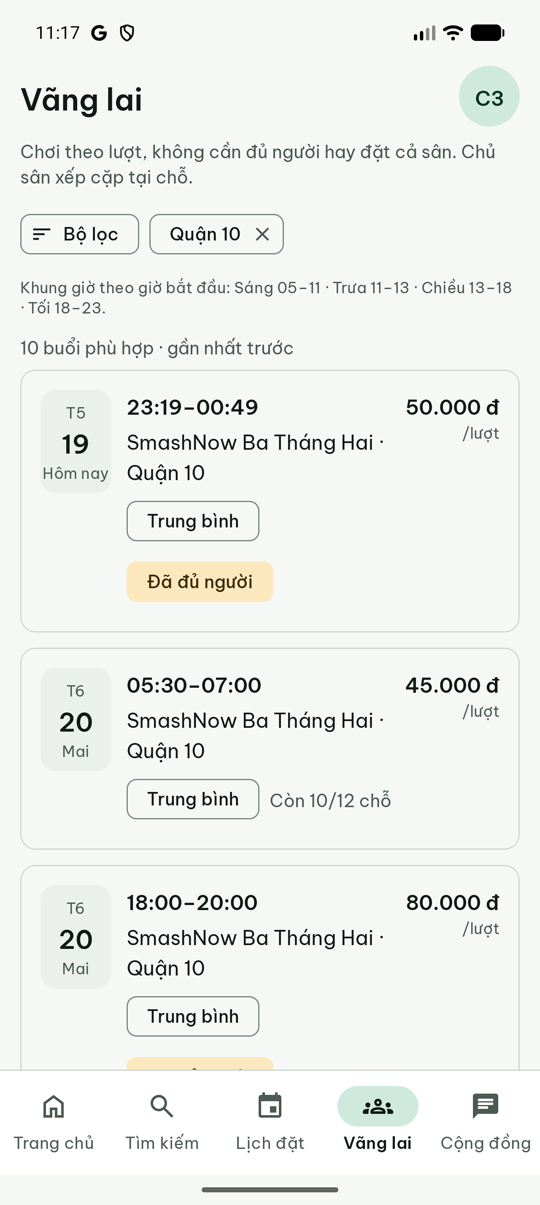 11:17
Vãng lai
C3
Chơi theo lượt, không cần đủ người hay đặt cả sân. Chủ
sân xếp cặp tại chỗ.
Bộ lọc
Quận 10
Khung giờ theo giờ bắt đầu: Sáng 05–11 · Trưa 11–13 · Chiều 13–18
· Tối 18–23.
10 buổi phù hợp · gần nhất trước
T5
19
Hôm nay
23:19–00:49
50.000 đ
/lượt
SmashNow Ba Tháng Hai ·
Quận 10
Trung bình
Đã đủ người
T6
20
Mai
05:30–07:00
45.000 đ
/lượt
SmashNow Ba Tháng Hai ·
Quận 10
Trung bình
Còn 10/12 chỗ
T6
20
Mai
18:00–20:00
80.000 đ
/lượt
SmashNow Ba Tháng Hai ·
Quận 10
Trung bình
Trang chủ
Tìm kiếm
Lịch đặt
Vãng lai
Cộng đồng